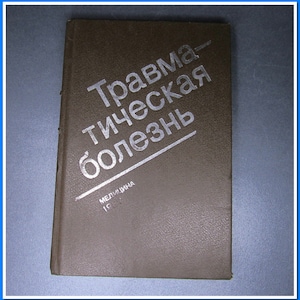 Травма–
тическая
болезнь
МЕДИЦИНА